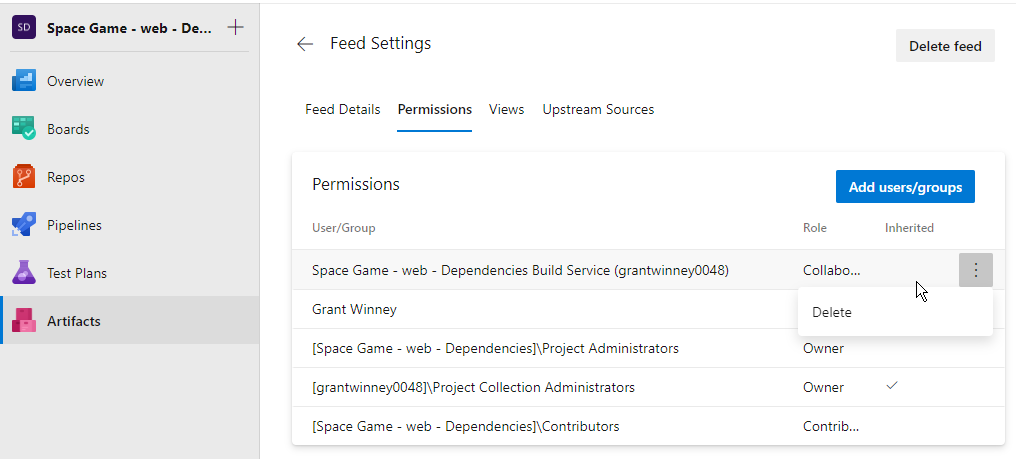 SD Space Game - web - De... +
Feed Settings
Delete feed
Overview
Boards
Repos
Pipelines
Test Plans
Artifacts
Feed Details Permissions Views Upstream Sources
Permissions
Add users/groups
User/Group Role Inherited
Space Game - web - Dependencies Build Service (grantwinney0048) Collabo...
Delete
Grant Winney
[Space Game - web - Dependencies]\Project Administrators Owner
[grantwinney0048]\Project Collection Administrators Owner
[Space Game - web - Dependencies]\Contributors Contrib...